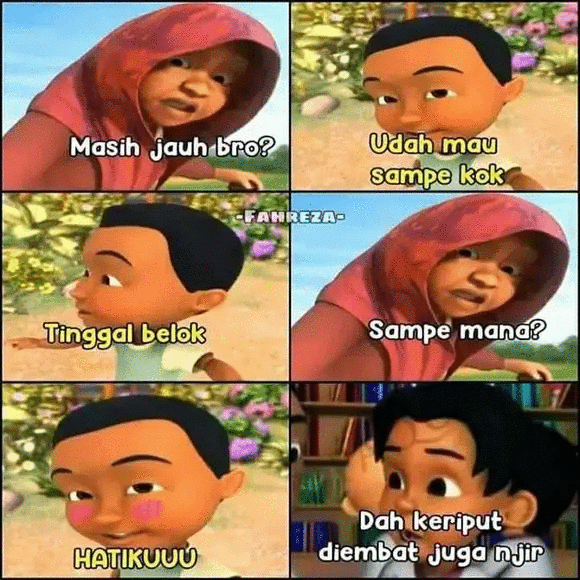 Masih jauh bro?
Udah mau
sampe kok
-FAHREZA-
Tinggal belok
Sampe mana?
HATIKUUU
Dah keriput
diembat juga njir